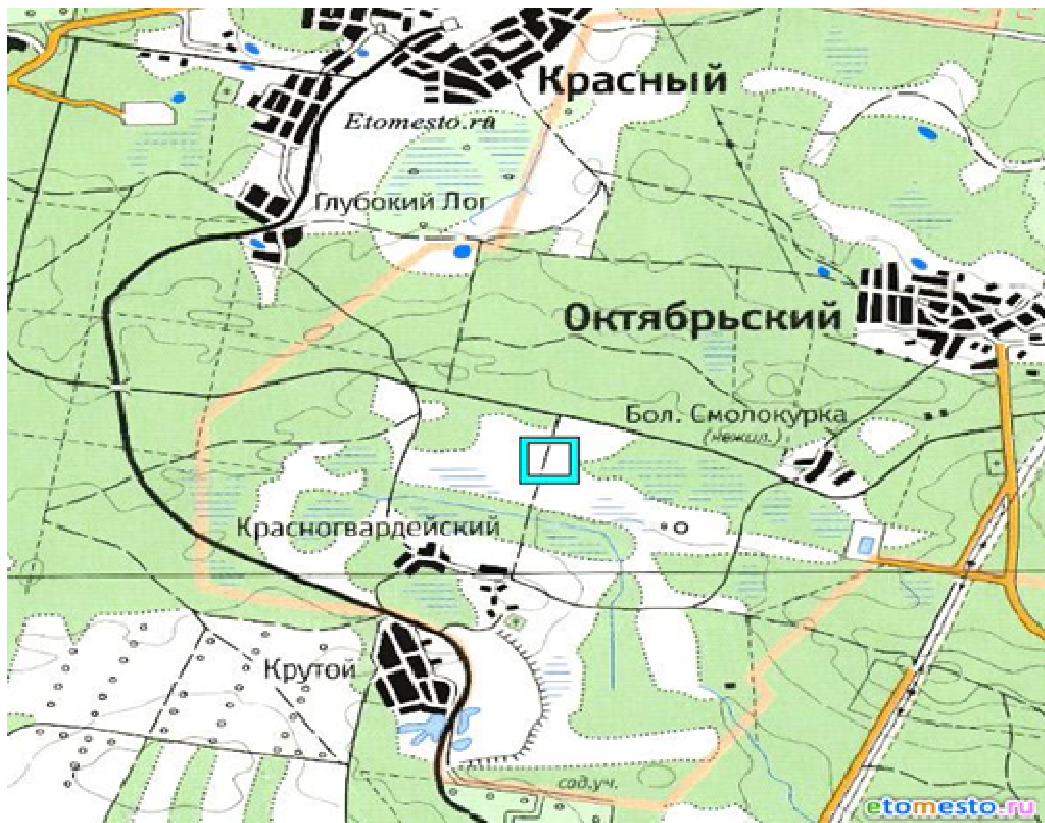 Красный
Etomesto.ru
Глубокий Лог
Октябрьский
Бол. Смолокурка
(нежил.)
Красногвардейский
Крутой
сад.уч.
etomesto.ru